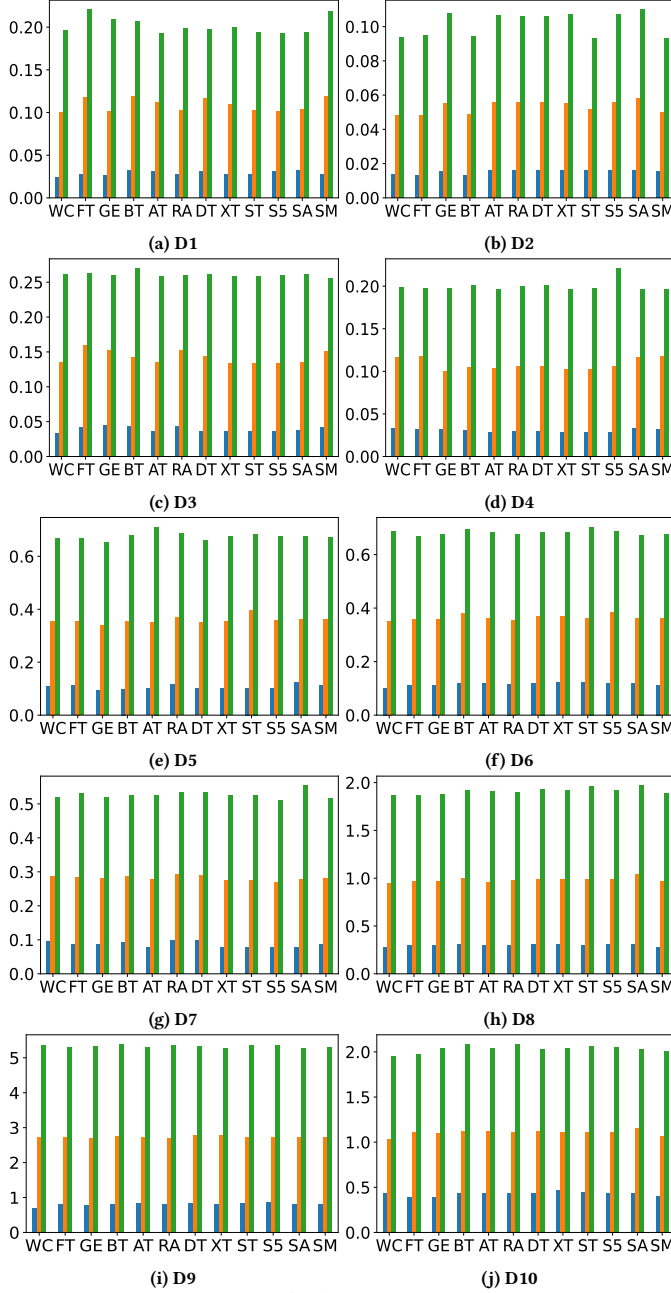 0.20
0.15
0.10
0.05
0.00
WC FT GE BT AT RA DT XT ST S5 SA SM
(a) D1
0.10
0.08
0.06
0.04
0.02
0.00
WC FT GE BT AT RA DT XT ST S5 SA SM
(b) D2
0.25
0.20
0.15
0.10
0.05
0.00
WC FT GE BT AT RA DT XT ST S5 SA SM
(c) D3
0.20
0.15
0.10
0.05
0.00
WC FT GE BT AT RA DT XT ST S5 SA SM
(d) D4
0.6
0.4
0.2
0.0
WC FT GE BT AT RA DT XT ST S5 SA SM
(e) D5
0.6
0.4
0.2
0.0
WC FT GE BT AT RA DT XT ST S5 SA SM
(f) D6
0.5
0.4
0.3
0.2
0.1
0.0
WC FT GE BT AT RA DT XT ST S5 SA SM
(g) D7
2.0
1.5
1.0
0.5
0.0
WC FT GE BT AT RA DT XT ST S5 SA SM
(h) D8
5
4
3
2
1
0
WC FT GE BT AT RA DT XT ST S5 SA SM
(i) D9
2.0
1.5
1.0
0.5
0.0
WC FT GE BT AT RA DT XT ST S5 SA SM
(j) D10